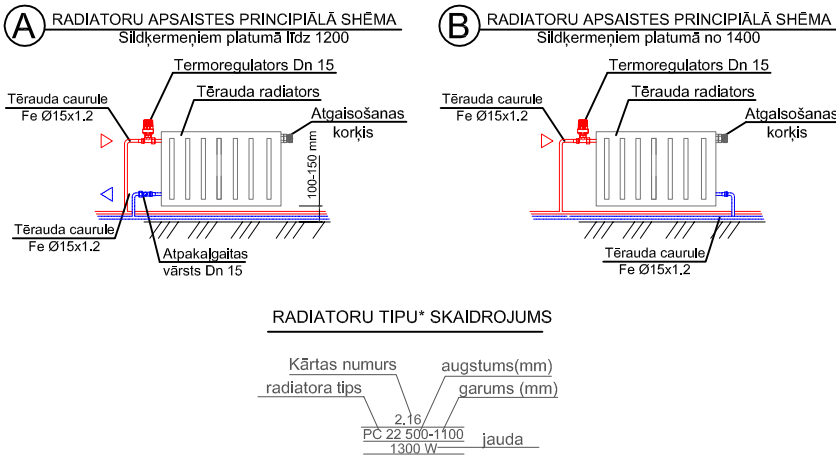 A
RADIATORU APSAISTES PRINCIPIĀLĀ SHĒMA
Sildķermeņiem platumā līdz 1200
Termoregulators Dn 15
Tērauda caurule
Fe Ø15x1.2
Tērauda radiators
Atgaisošanas
korķis
100-150 mm
Tērauda caurule
Fe Ø15x1.2
Atpakaļgaitas
vārsts Dn 15
B
RADIATORU APSAISTES PRINCIPIĀLĀ SHĒMA
Sildķermeņiem platumā no 1400
Termoregulators Dn 15
Tērauda caurule
Fe Ø15x1.2
Tērauda radiators
Atgaisošanas
korķis
Tērauda caurule
Fe Ø15x1.2
RADIATORU TIPU* SKAIDROJUMS
Kārtas numurs
augstums(mm)
radiatora tips
garums (mm)
2.16
PC 22 500-1100
1300 W
jauda